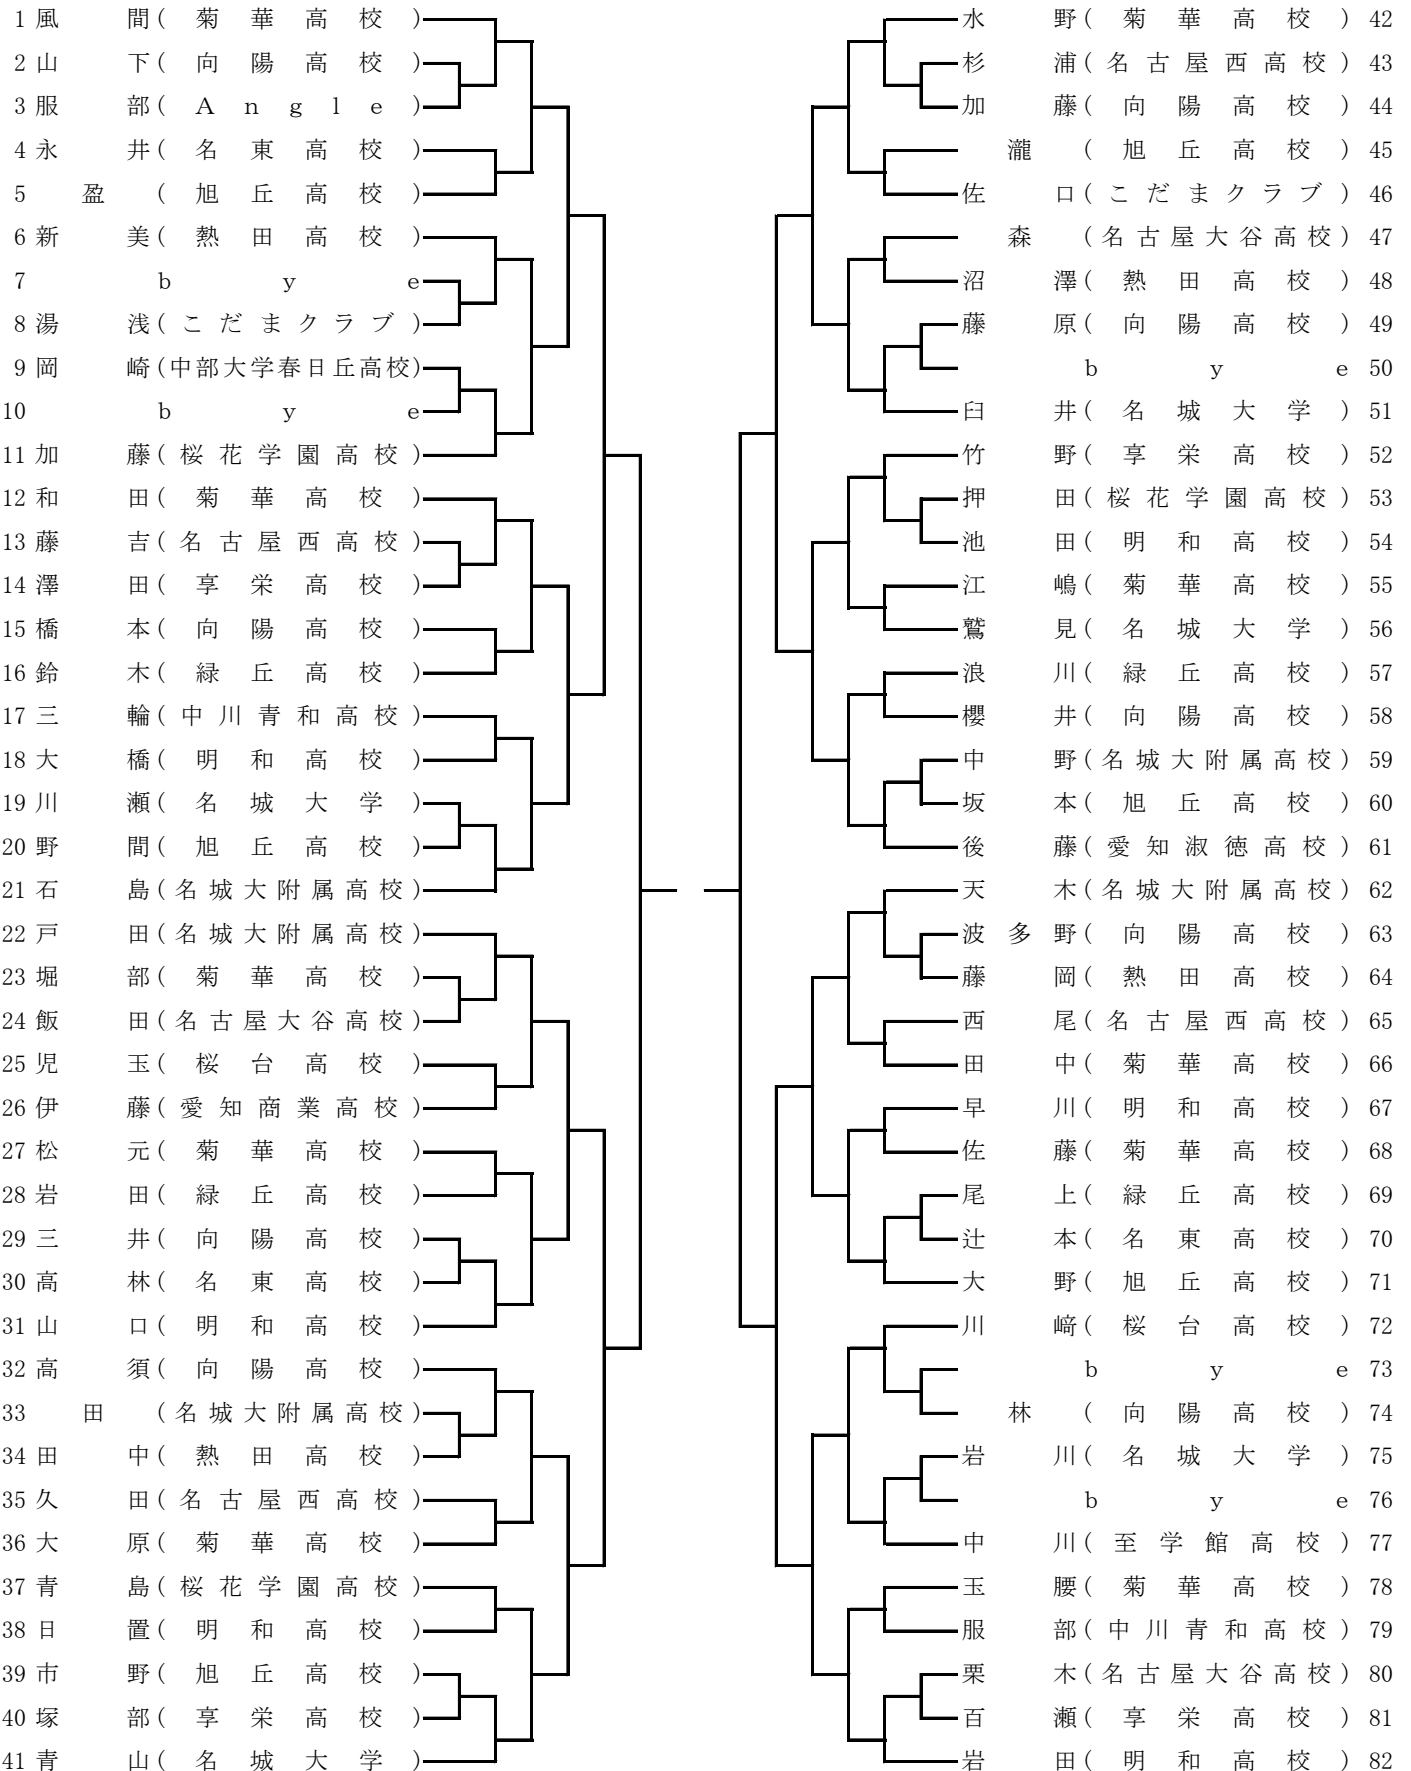 1 風間(菊華高校)
2 山下(向陽高校)
3 服部(Angle)
4 永井(名東高校)
5 盈(旭丘高校)
6 新美(熱田高校)
7 bye
8 湯浅(こだまクラブ)
9 岡崎(中部大学春日丘高校)
10 bye
11 加藤(桜花学園高校)
12 和田(菊華高校)
13 藤吉(名古屋西高校)
14 澤田(享栄高校)
15 橋本(向陽高校)
16 鈴木(緑丘高校)
17 三輪(中川青和高校)
18 大橋(明和高校)
19 川瀬(名城大学)
20 野間(旭丘高校)
21 石島(名城大附属高校)
22 戸田(名城大附属高校)
23 堀部(菊華高校)
24 飯田(名古屋大谷高校)
25 児玉(桜台高校)
26 伊藤(愛知商業高校)
27 松元(菊華高校)
28 岩田(緑丘高校)
29 三井(向陽高校)
30 高林(名東高校)
31 山口(明和高校)
32 高須(向陽高校)
33 田(名城大附属高校)
34 田中(熱田高校)
35 久田(名古屋西高校)
36 大原(菊華高校)
37 青島(桜花学園高校)
38 日置(明和高校)
39 市野(旭丘高校)
40 塚部(享栄高校)
41 青山(名城大学)
水野(菊華高校) 42
杉浦(名古屋西高校) 43
加藤(向陽高校) 44
瀧(旭丘高校) 45
佐口(こだまクラブ) 46
森(名古屋大谷高校) 47
沼澤(熱田高校) 48
藤原(向陽高校) 49
bye 50
臼井(名城大学) 51
竹野(享栄高校) 52
押田(桜花学園高校) 53
池田(明和高校) 54
江嶋(菊華高校) 55
鷲見(名城大学) 56
浪川(緑丘高校) 57
櫻井(向陽高校) 58
中野(名城大附属高校) 59
坂本(旭丘高校) 60
後藤(愛知淑徳高校) 61
天木(名城大附属高校) 62
波多野(向陽高校) 63
藤岡(熱田高校) 64
西尾(名古屋西高校) 65
田中(菊華高校) 66
早川(明和高校) 67
佐藤(菊華高校) 68
尾上(緑丘高校) 69
辻本(名東高校) 70
大野(旭丘高校) 71
川﨑(桜台高校) 72
bye 73
林(向陽高校) 74
岩川(名城大学) 75
bye 76
中川(至学館高校) 77
玉腰(菊華高校) 78
服部(中川青和高校) 79
栗木(名古屋大谷高校) 80
百瀬(享栄高校) 81
岩田(明和高校) 82